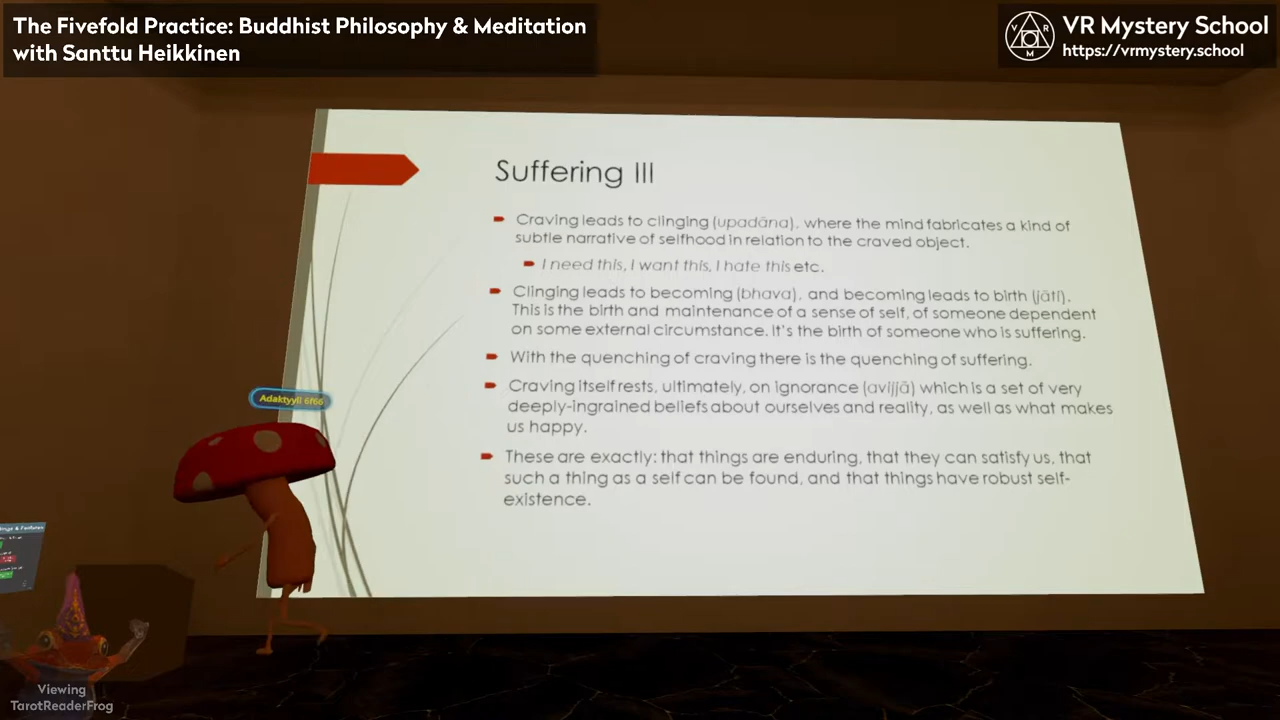 The Fivefold Practice: Buddhist Philosophy & Meditation
with Santtu Heikkinen
VR Mystery School
https://vrmystery.school
V
R
M
Suffering III
Craving leads to clinging (upadāna), where the mind fabricates a kind of
subtle narrative of selfhood in relation to the craved object.
I need this, I want this, I hate this etc.
Clinging leads to becoming (bhava), and becoming leads to birth (jāti).
This is the birth and maintenance of a sense of self, of someone dependent
on some external circumstance. It's the birth of someone who is suffering.
With the quenching of craving there is the quenching of suffering.
Craving itself rests, ultimately, on ignorance (avijjā) which is a set of very
deeply-ingrained beliefs about ourselves and reality, as well as what makes
us happy.
These are exactly: that things are enduring, that they can satisfy us, that
such a thing as a self can be found, and that things have robust self-
existence.
Adaktyyli 6f66
Viewing
TarotReaderFrog